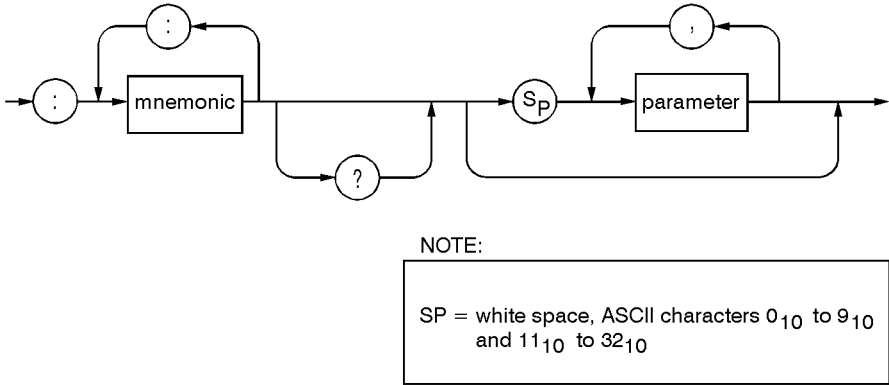 :
,
:
mnemonic
SP
parameter
?
NOTE:
SP = white space, ASCII characters 0₁₀ to 9₁₀
and 11₁₀ to 32₁₀